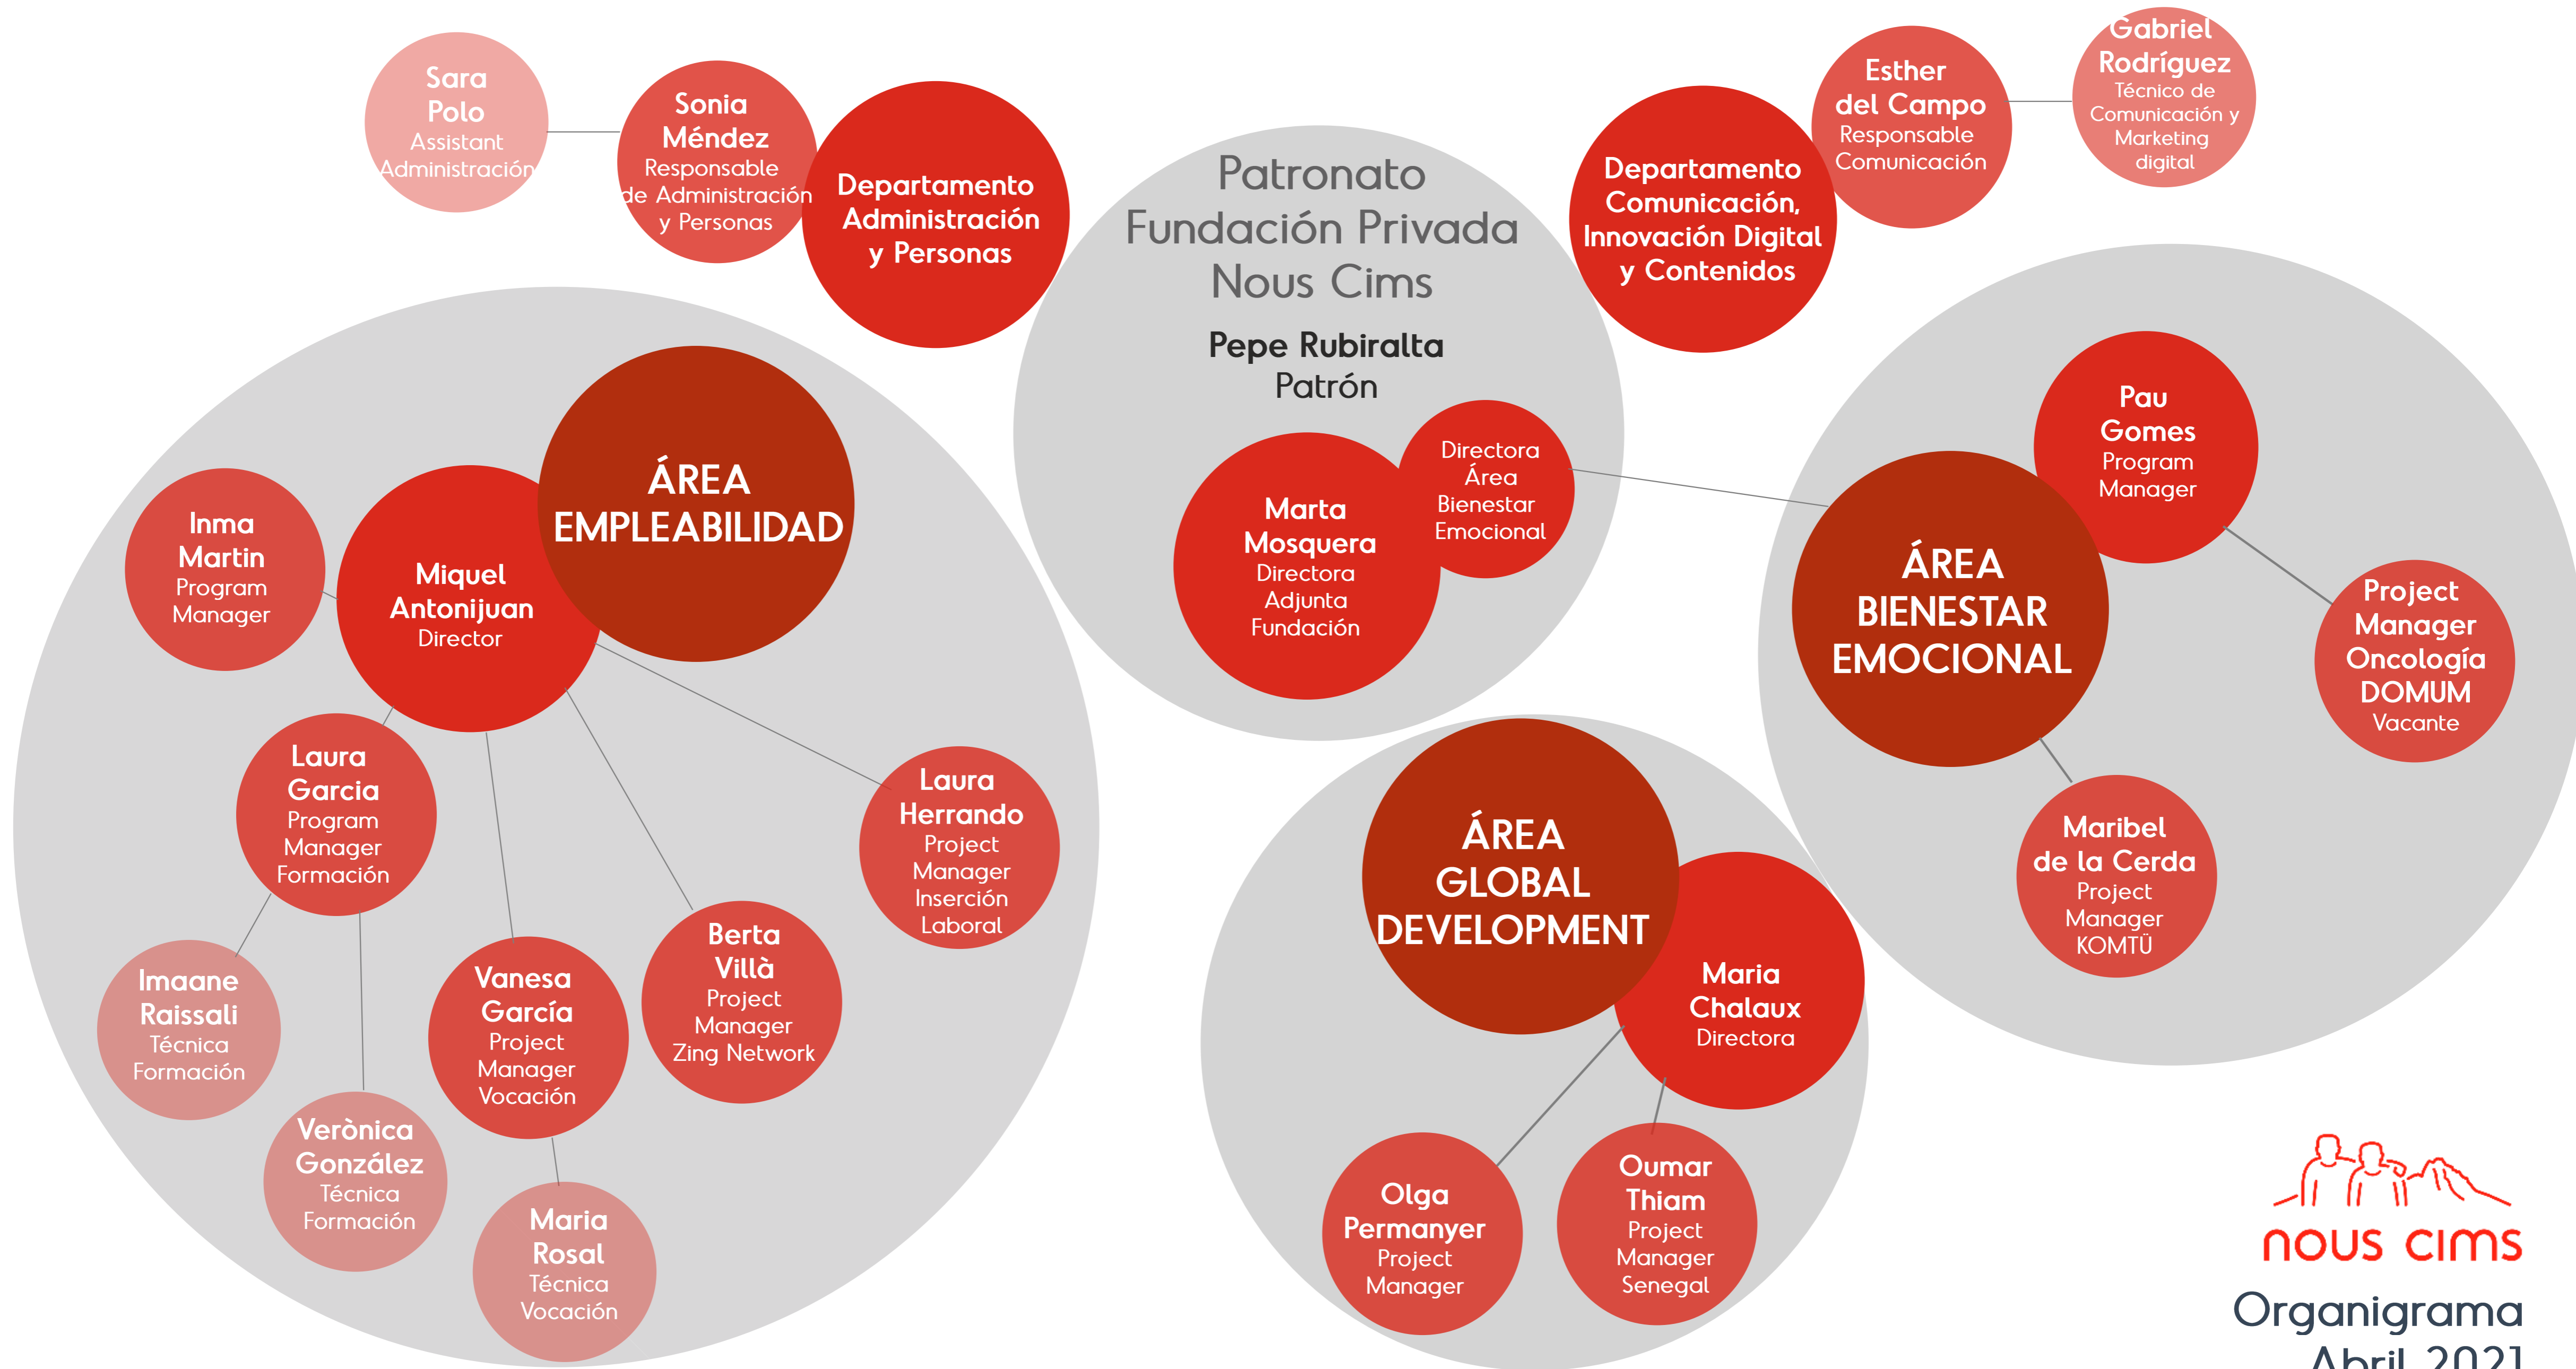 Sara
Polo
Assistant
Administración
Sonia
Méndez
Responsable
de Administración
y Personas
Departamento
Administración
y Personas
Patronato
Fundación Privada
Nous Cims
Pepe Rubiralta
Patrón
Marta
Mosquera
Directora
Adjunta
Fundación
Directora
Área
Bienestar
Emocional
Departamento
Comunicación,
Innovación Digital
y Contenidos
Esther
del Campo
Responsable
Comunicación
Gabriel
Rodríguez
Técnico de
Comunicación y
Marketing
digital
ÁREA
EMPLEABILIDAD
Miquel
Antonijuan
Director
Inma
Martin
Program
Manager
Laura
Garcia
Program
Manager
Formación
Imaane
Raissali
Técnica
Formación
Verònica
González
Técnica
Formación
Vanesa
García
Project
Manager
Vocación
Maria
Rosal
Técnica
Vocación
Berta
Villà
Project
Manager
Zing Network
Laura
Herrando
Project
Manager
Inserción
Laboral
ÁREA
GLOBAL
DEVELOPMENT
Maria
Chalaux
Directora
Olga
Permanyer
Project
Manager
Oumar
Thiam
Project
Manager
Senegal
ÁREA
BIENESTAR
EMOCIONAL
Pau
Gomes
Program
Manager
Project
Manager
Oncología
DOMUM
Vacante
Maribel
de la Cerda
Project
Manager
KOMTÜ
nous cims
Organigrama
Abril 2021